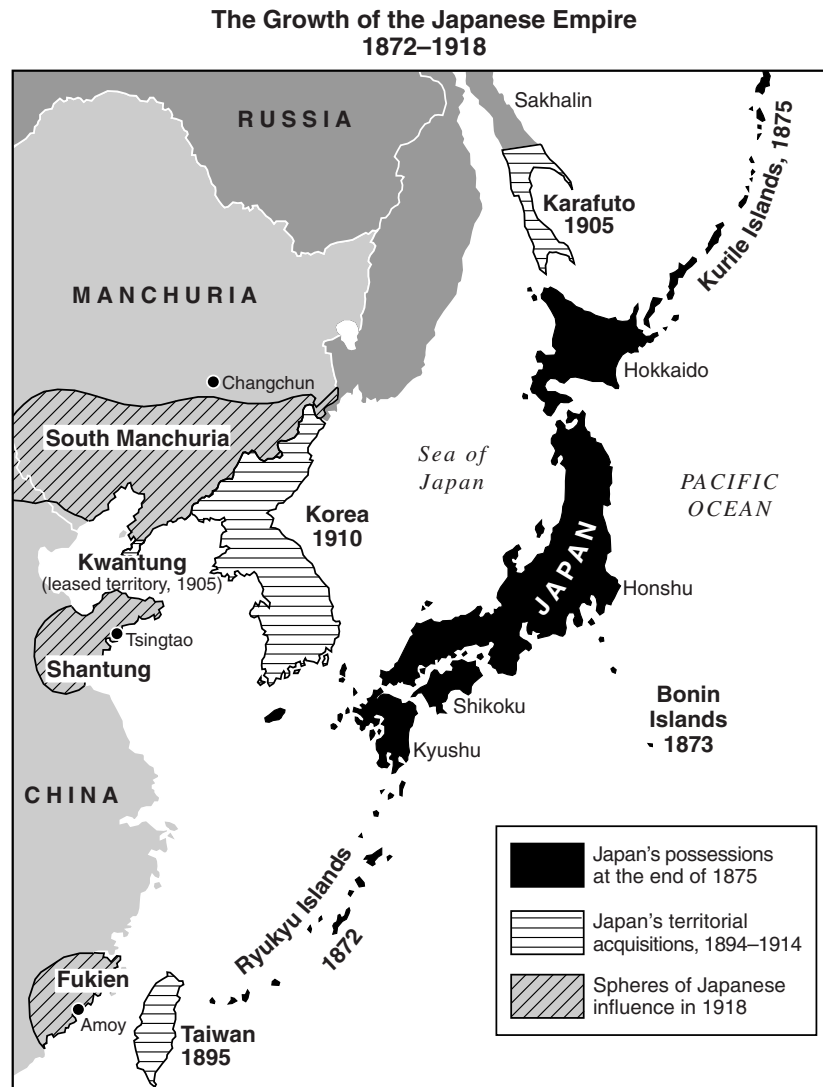 The Growth of the Japanese Empire
1872–1918
RUSSIA
Sakhalin
Kurile Islands, 1875
Karafuto
1905
MANCHURIA
Hokkaido
Changchun
South Manchuria
Sea of
Japan
PACIFIC
OCEAN
Korea
1910
JAPAN
Kwantung
(leased territory, 1905)
Honshu
Tsingtao
Shantung
Bonin
Islands
1873
Shikoku
Kyushu
CHINA
Ryukyu Islands
1872
Fukien
Amoy
Taiwan
1895
Japan's possessions
at the end of 1875
Japan's territorial
acquisitions, 1894–1914
Spheres of Japanese
influence in 1918